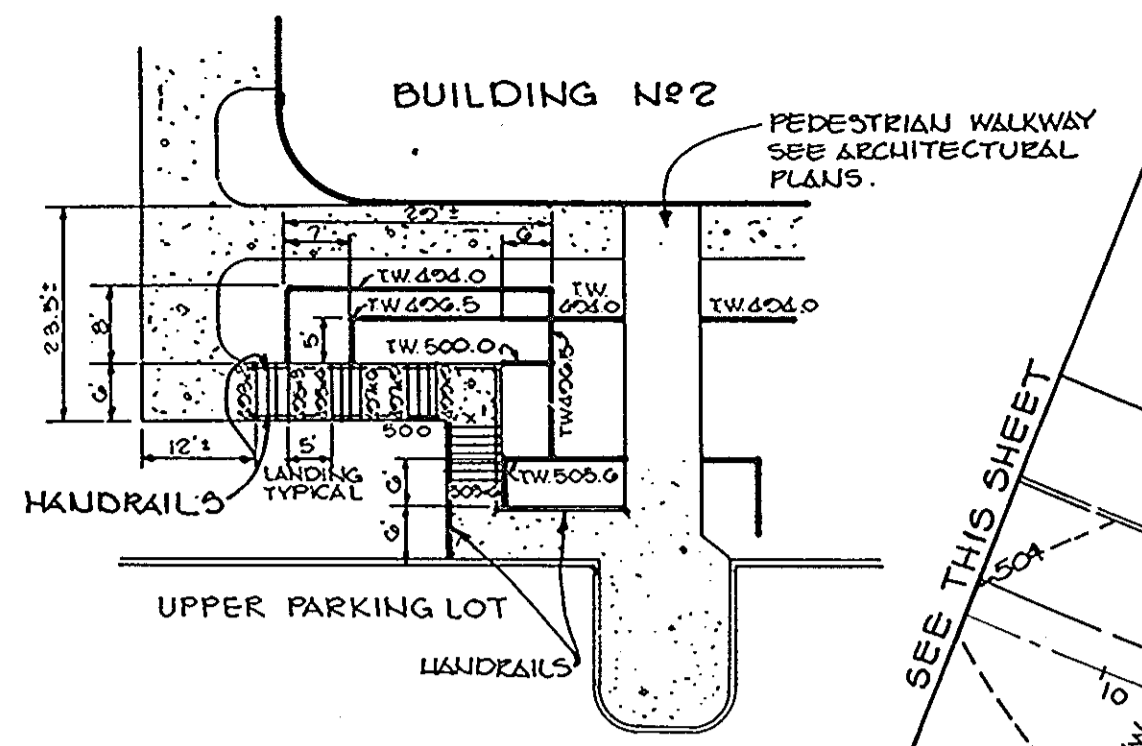 BUILDING Nº2
PEDESTRIAN WALKWAY
SEE ARCHITECTURAL
PLANS.
29'±
7'
6'
T.W. 494.0
T.W.
494.0
T.W. 494.0
T.W. 496.5
23.5'±
8'
5'
T.W. 500.0
T.W. 496.5
6'
500
12'±
5'
LANDING
TYPICAL
HANDRAILS
6'
T.W. 505.6
6'
UPPER PARKING LOT
HANDRAILS
SEE THIS SHEET
504
10